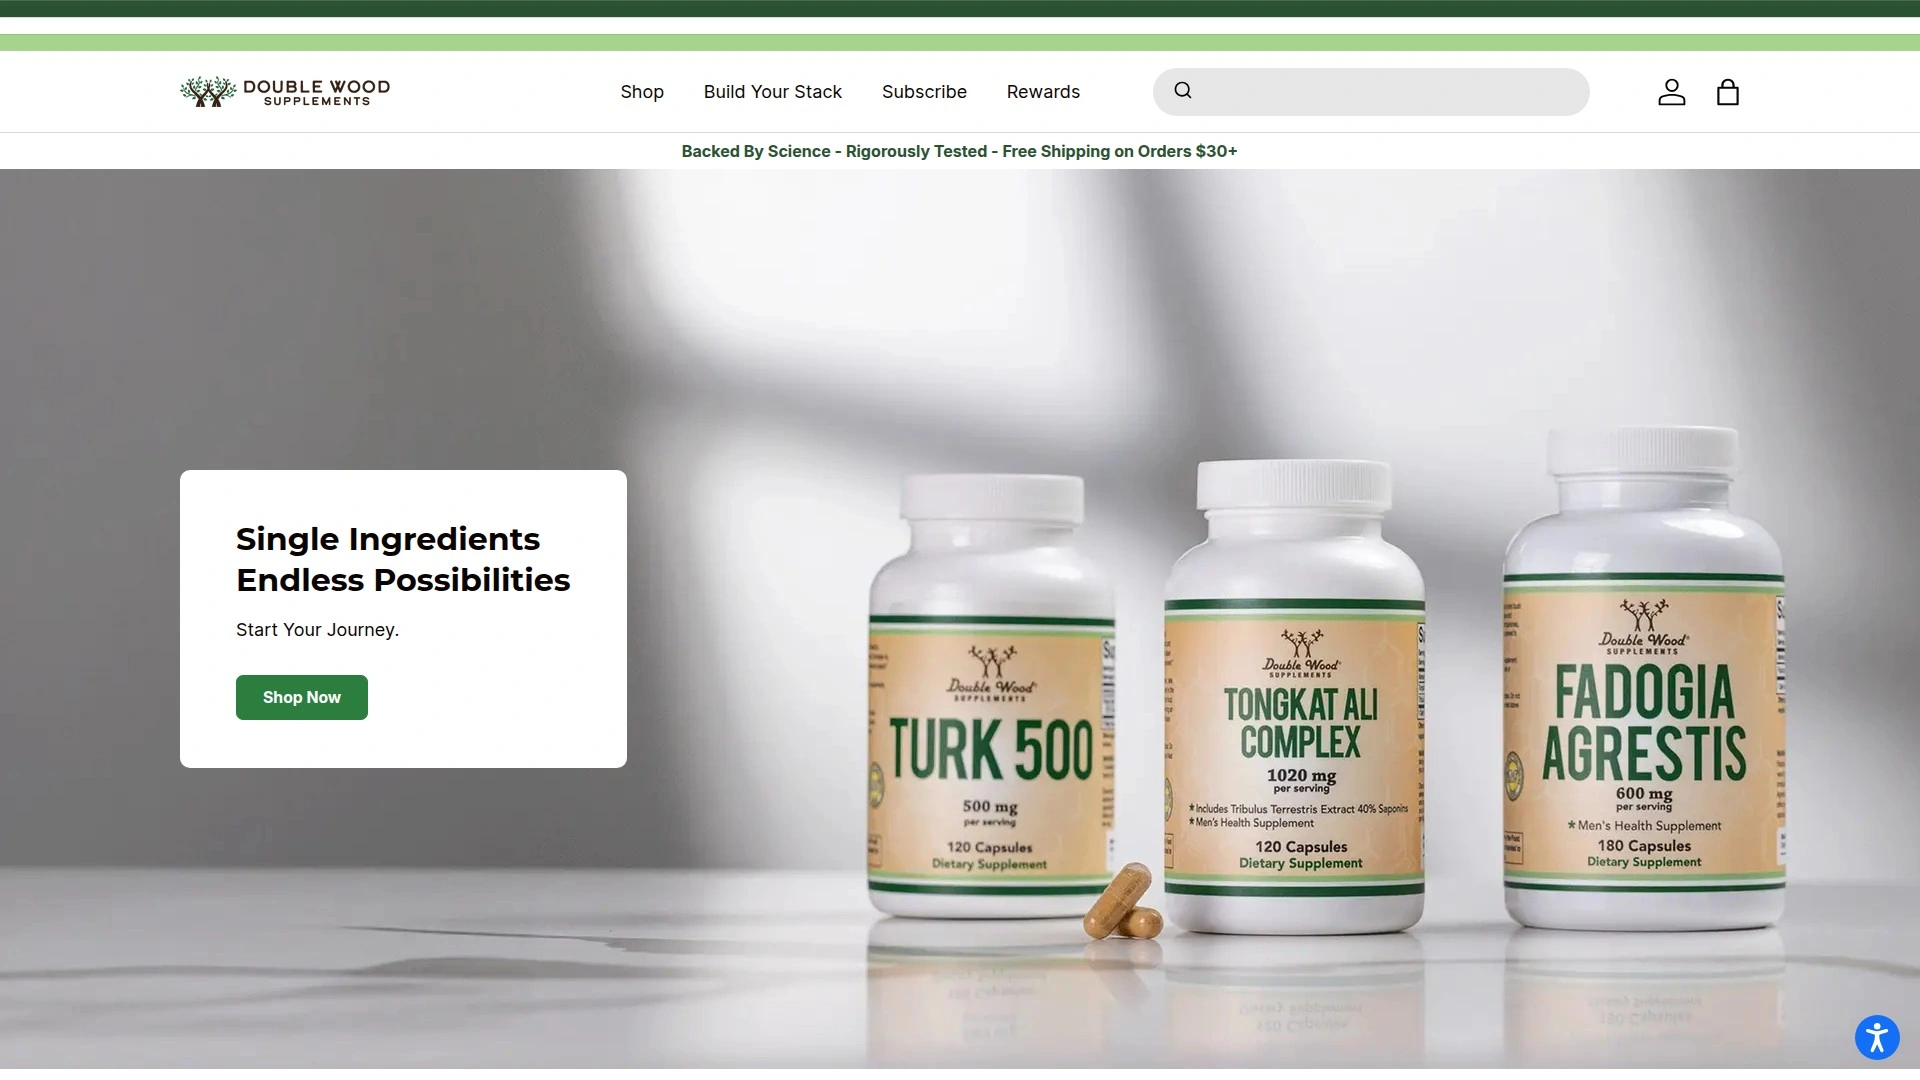 DOUBLE WOOD
SUPPLEMENTS
Shop
Build Your Stack
Subscribe
Rewards
Backed By Science - Rigorously Tested - Free Shipping on Orders $30+
Single Ingredients
Endless Possibilities
Start Your Journey.
Shop Now
Double Wood
SUPPLEMENTS
TURK 500
500 mg
per serving
120 Capsules
Dietary Supplement
Double Wood
SUPPLEMENTS
TONGKAT ALI
COMPLEX
1020 mg
per serving
*Includes Tribulus Terrestris Extract 40% Saponins
*Men's Health Supplement
120 Capsules
Dietary Supplement
Double Wood
SUPPLEMENTS
FADOGIA
AGRESTIS
600 mg
per serving
*Men's Health Supplement
180 Capsules
Dietary Supplement